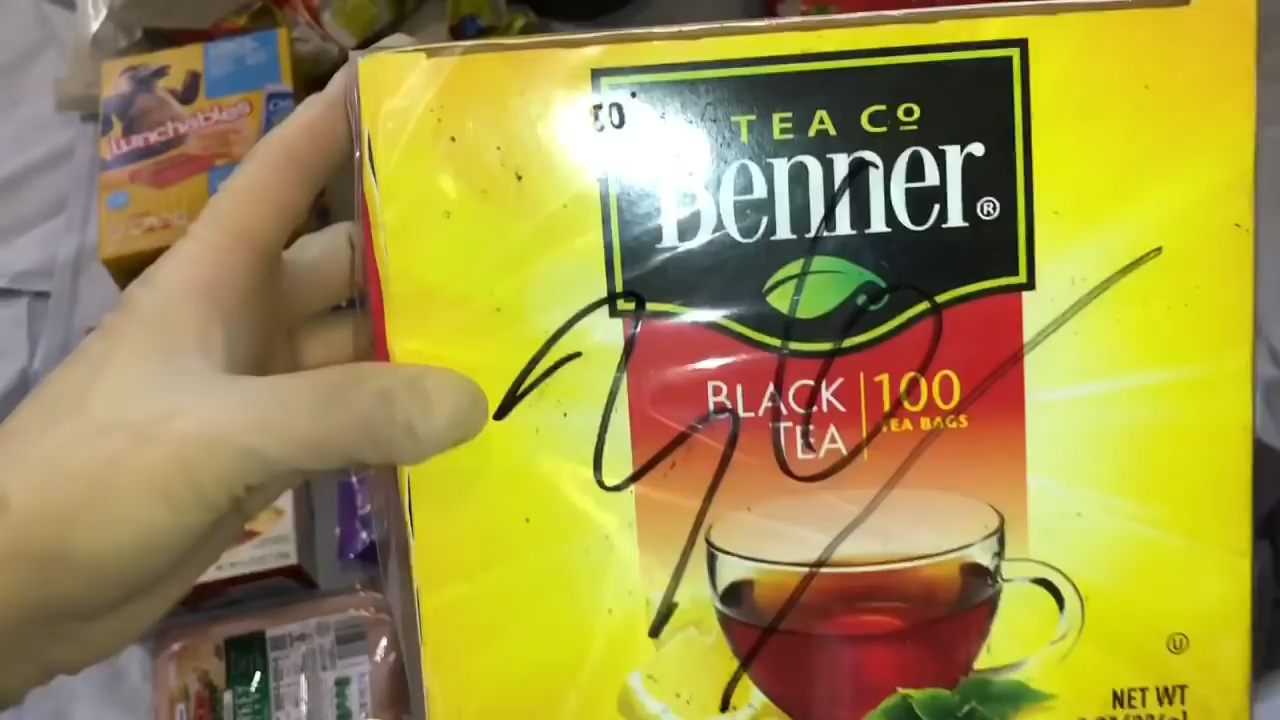 Lunchables
TEA Cº
Benner®
BLACK TEA
100 TEA BAGS
U
NET WT